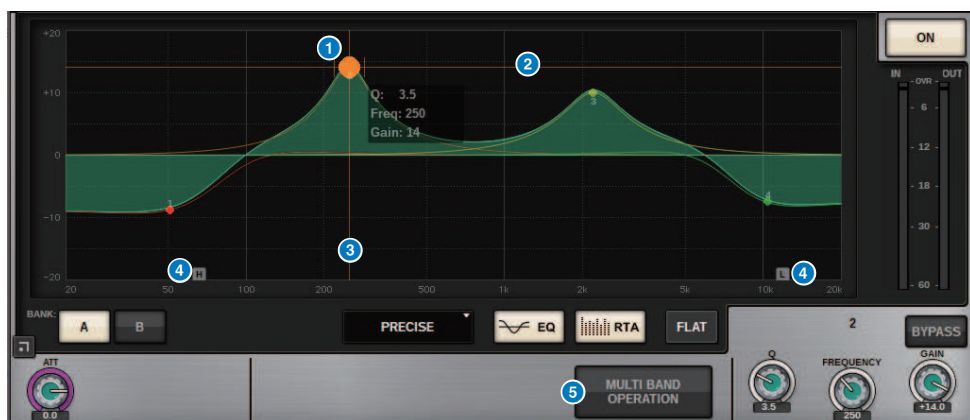 +20
ON
1
2
IN OUT
OVR
Q: 3.5
Freq: 250
Gain: 14
+10
3
6
12
0
18
1
4
-10
30
3
4 H
L 4
-20
60
20 50 100 200 500 1k 2k 5k 10k 20k
BANK:
A B PRECISE EQ RTA FLAT
2
BYPASS
ATT
Q FREQUENCY GAIN
5 MULTI BAND
OPERATION
0.0
3.5 250 +14.0